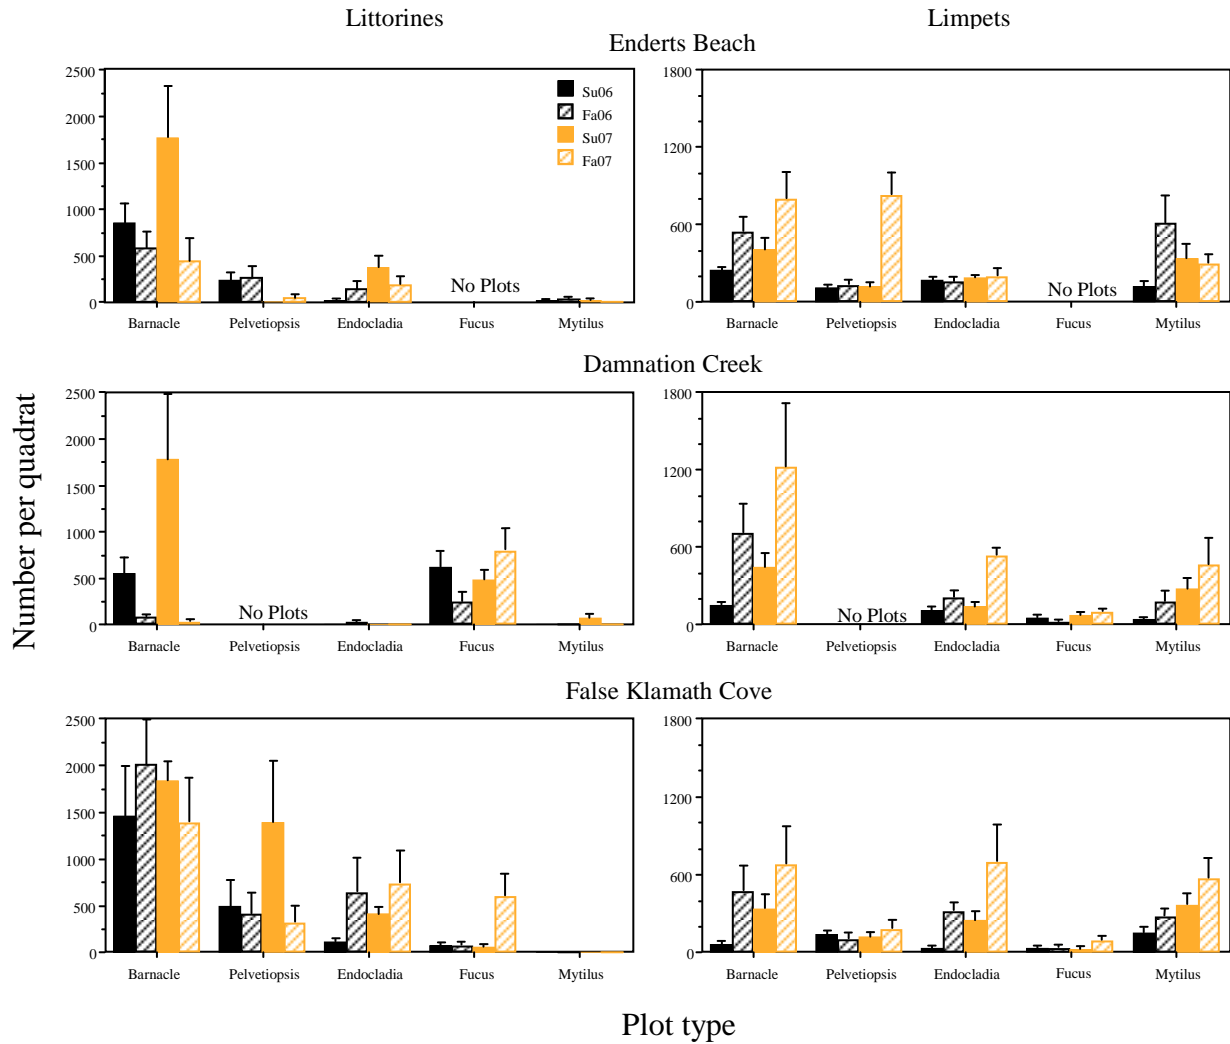 Littorines
Limpets
Enderts Beach
2500
2000
1500
1000
500
0
Su06
Fa06
Su07
Fa07
No Plots
Barnacle Pelvetiopsis Endocladia Fucus Mytilus
1800
1200
600
0
No Plots
Barnacle Pelvetiopsis Endocladia Fucus Mytilus
Damnation Creek
Number per quadrat
2500
2000
1500
1000
500
0
No Plots
Barnacle Pelvetiopsis Endocladia Fucus Mytilus
1800
1200
600
0
No Plots
Barnacle Pelvetiopsis Endocladia Fucus Mytilus
False Klamath Cove
2500
2000
1500
1000
500
0
Barnacle Pelvetiopsis Endocladia Fucus Mytilus
1800
1200
600
0
Barnacle Pelvetiopsis Endocladia Fucus Mytilus
Plot type